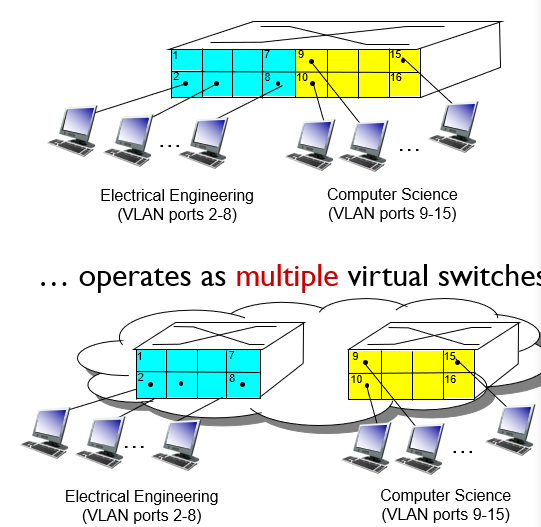 1 7 9 15
2 8 10 16
… …
Electrical Engineering
(VLAN ports 2-8)
Computer Science
(VLAN ports 9-15)
… operates as multiple virtual switches
1 7 9 15
2 8 10 16
… …
Electrical Engineering
(VLAN ports 2-8)
Computer Science
(VLAN ports 9-15)